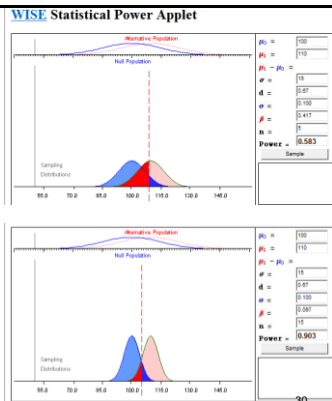 WISE Statistical Power Applet
Alternative Population
Null Population
Sampling
Distributions
55.0 70.0 85.0 100.0 115.0 130.0 145.0
μ₀ = 100
μ₁ = 110
μ₁ - μ₀ =
σ = 15
d = 0.67
α = 0.100
β = 0.417
n = 5
Power = 0.583
Sample
Alternative Population
Null Population
Sampling
Distributions
55.0 70.0 85.0 100.0 115.0 130.0 145.0
μ₀ = 100
μ₁ = 110
μ₁ - μ₀ =
σ = 15
d = 0.67
α = 0.100
β = 0.097
n = 15
Power = 0.903
Sample